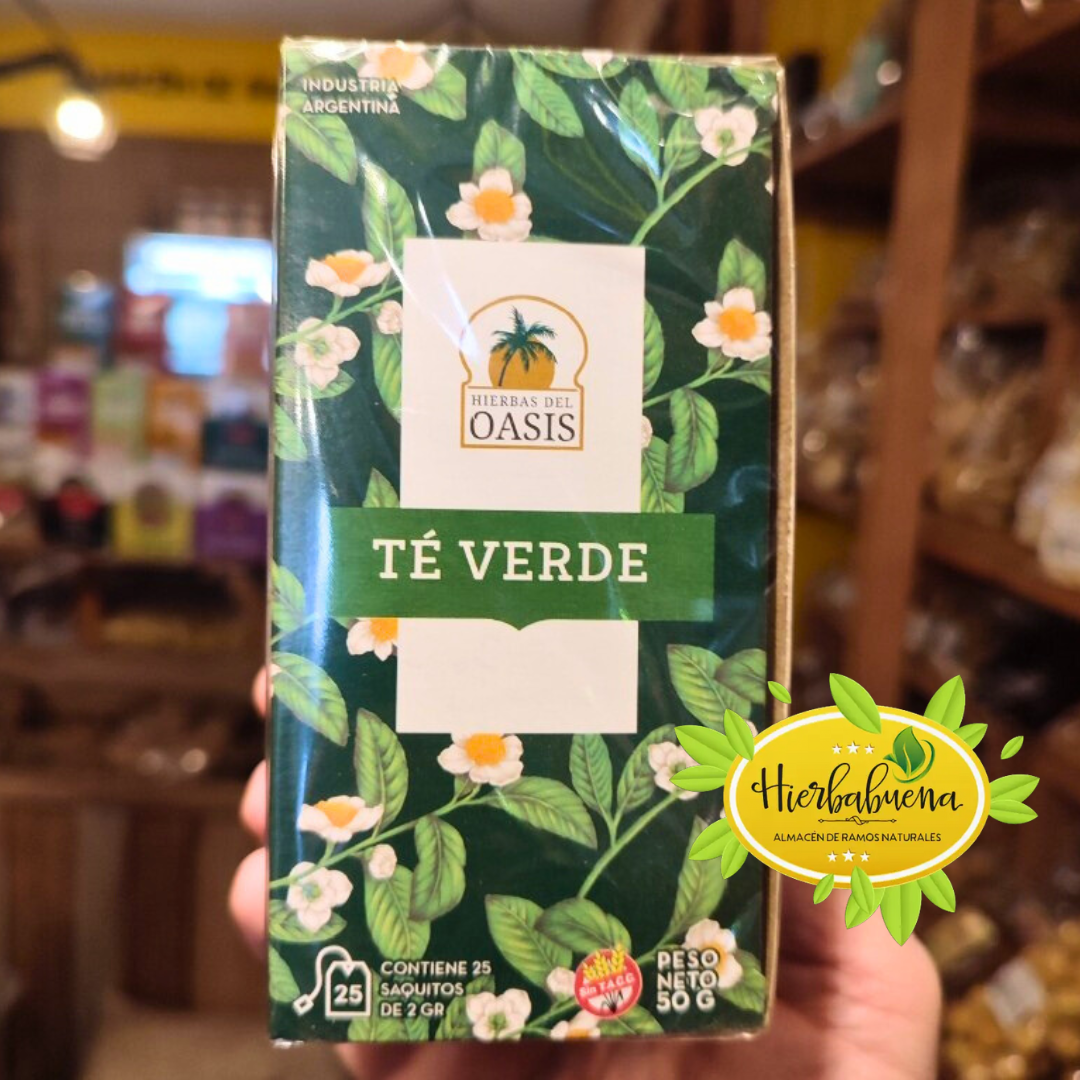 INDUSTRIA
ARGENTINA
HIERBAS DEL
OASIS
TÉ VERDE
Hierbabuena
ALMACÉN DE RAMOS NATURALES
25
CONTIENE 25
SAQUITOS
DE 2 GR
Sin T.A.C.C.
PESO
NETO
50 G